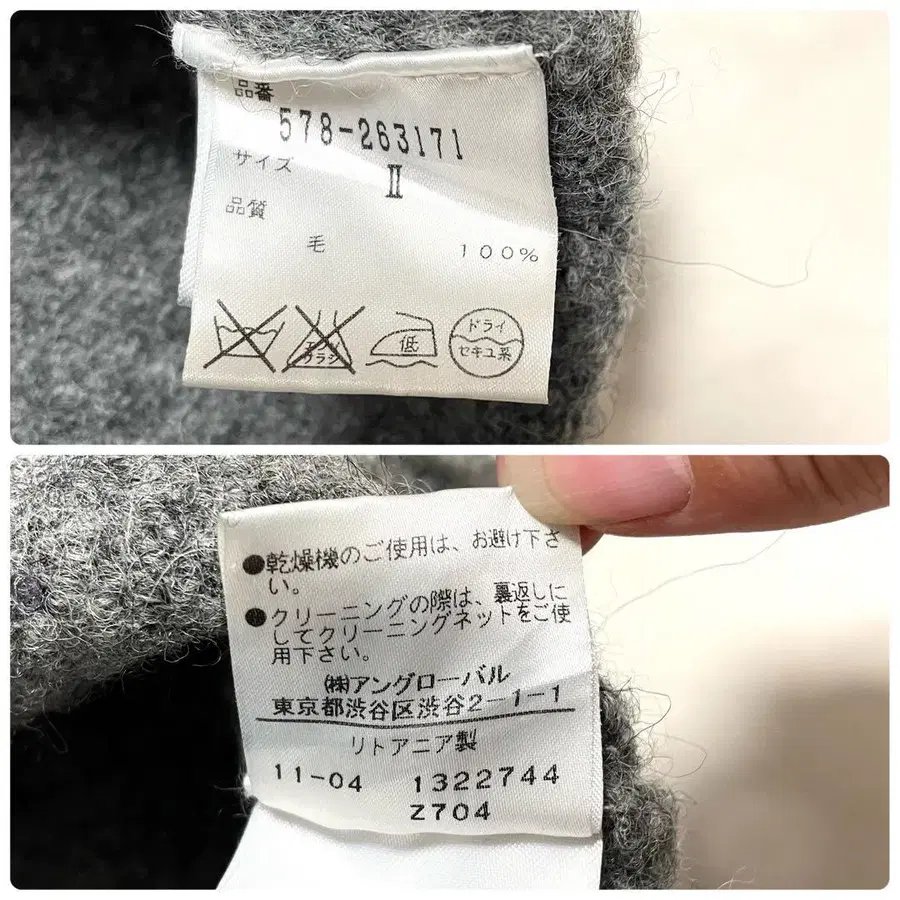 品番
578-263171
サイズ
II
品質
毛 100%
低
ドライ
セキユ系
●乾燥機のご使用は、お避け下さ
い。
●クリーニングの際は、裏返しに
してクリーニングネットをご使
用下さい。
㈱アングローバル
東京都渋谷区渋谷2-1-1
リトアニア製
11-04 1322744
Z704